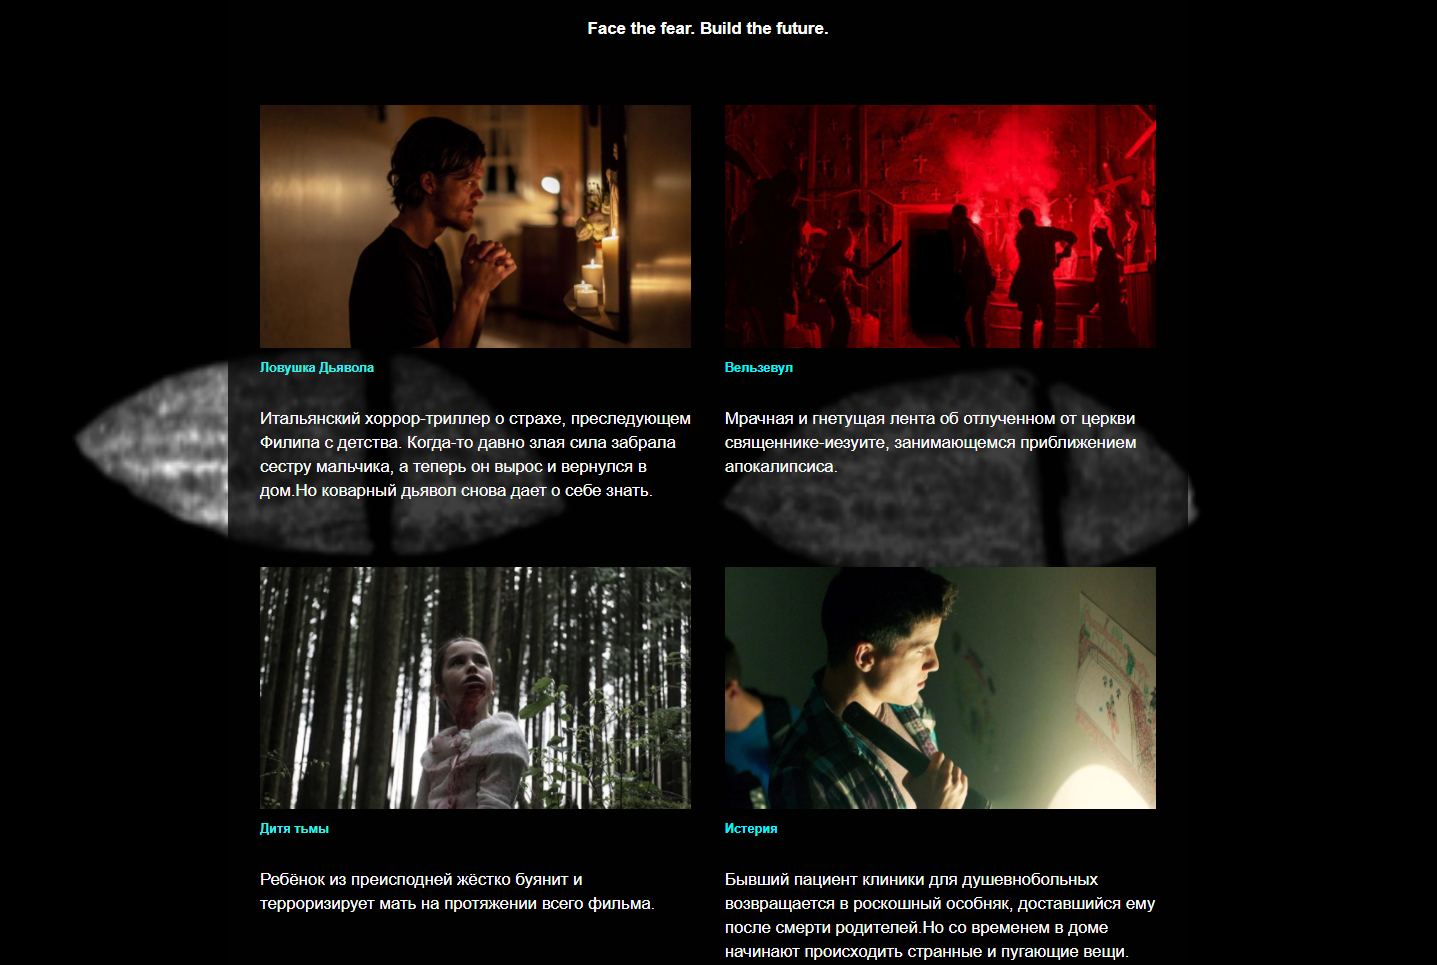 Face the fear. Build the future.
Ловушка Дьявола
Итальянский хоррор-триллер о страхе, преследующем
Филипа с детства. Когда-то давно злая сила забрала
сестру мальчика, а теперь он вырос и вернулся в
дом.Но коварный дьявол снова дает о себе знать.
Вельзевул
Мрачная и гнетущая лента об отлученном от церкви
священнике-иезуите, занимающемся приближением
апокалипсиса.
Дитя тьмы
Ребёнок из преисподней жёстко буянит и
терроризирует мать на протяжении всего фильма.
Истерия
Бывший пациент клиники для душевнобольных
возвращается в роскошный особняк, доставшийся ему
после смерти родителей.Но со временем в доме
начинают происходить странные и пугающие вещи.